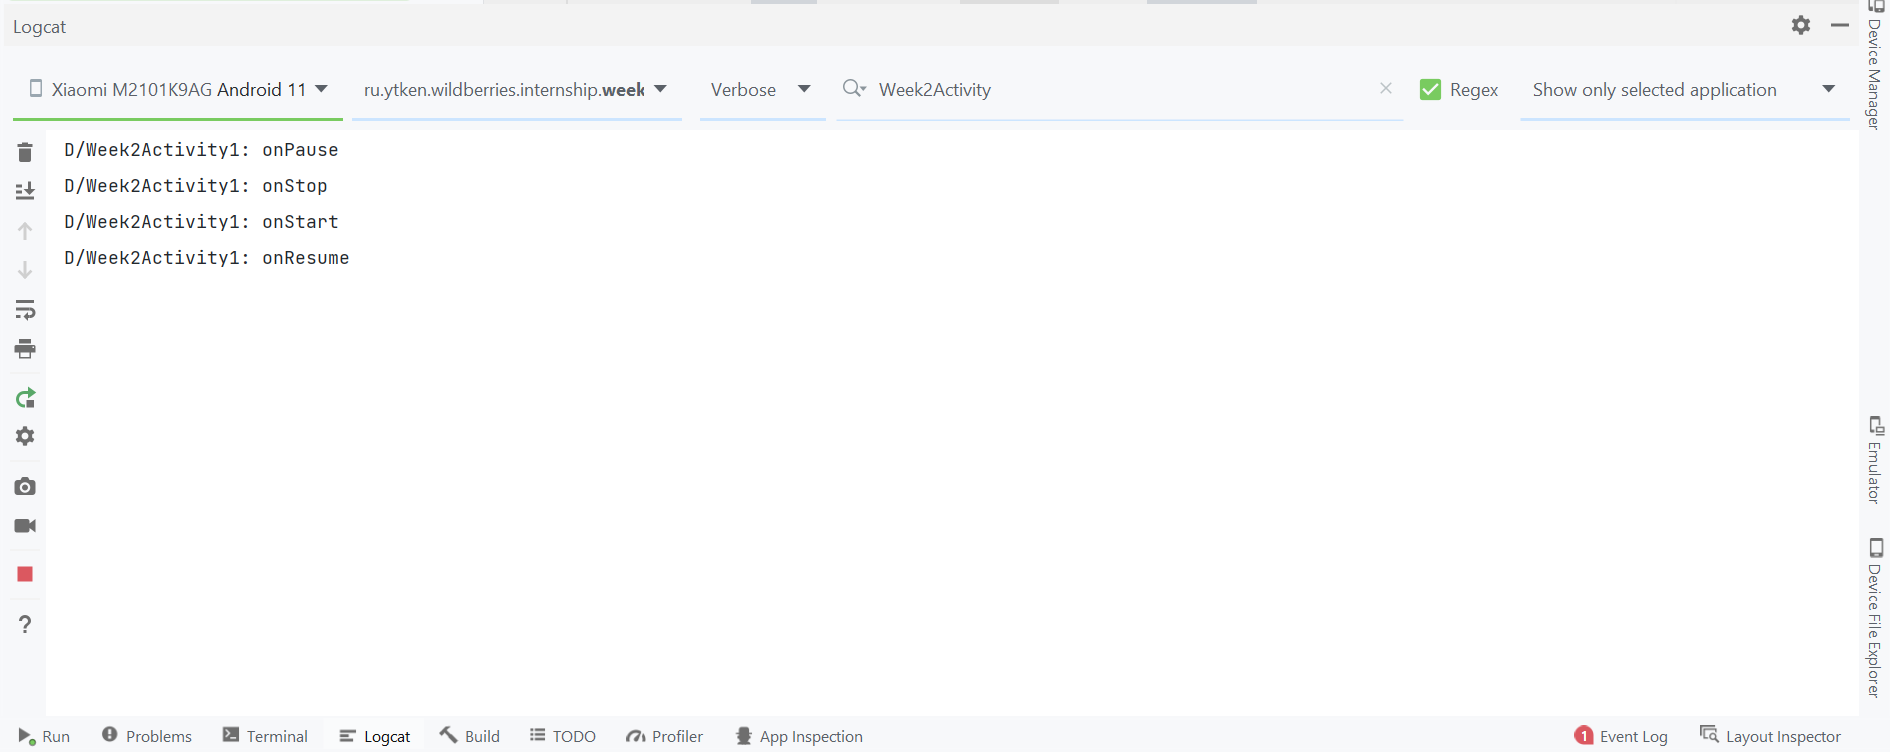 Logcat
Xiaomi M2101K9AG Android 11 ru.ytken.wildberries.internship.week Verbose Week2Activity Regex Show only selected application
D/Week2Activity1: onPause
D/Week2Activity1: onStop
D/Week2Activity1: onStart
D/Week2Activity1: onResume
Device Manager
Emulator
Device File Explorer
Run Problems Terminal Logcat Build TODO Profiler App Inspection 1 Event Log Layout Inspector